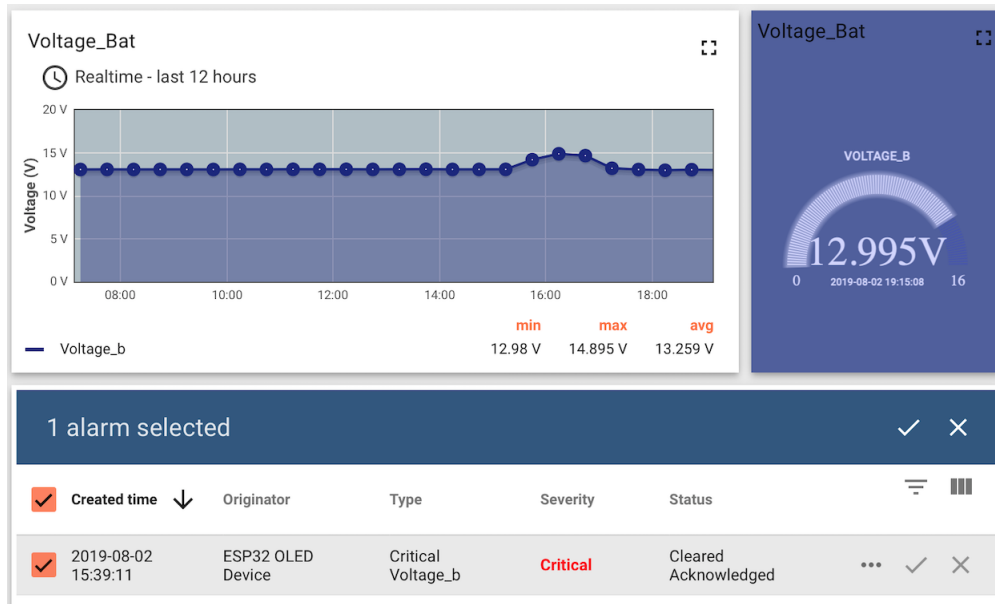 Voltage_Bat
Realtime - last 12 hours
20 V
15 V
10 V
5 V
0 V
Voltage (V)
08:00 10:00 12:00 14:00 16:00 18:00
min max avg
Voltage_b 12.98 V 14.895 V 13.259 V
Voltage_Bat
VOLTAGE_B
12.995V
0 2019-08-02 19:15:08 16
1 alarm selected
Created time Originator Type Severity Status
2019-08-02 15:39:11 ESP32 OLED Device Critical Voltage_b Critical Cleared Acknowledged